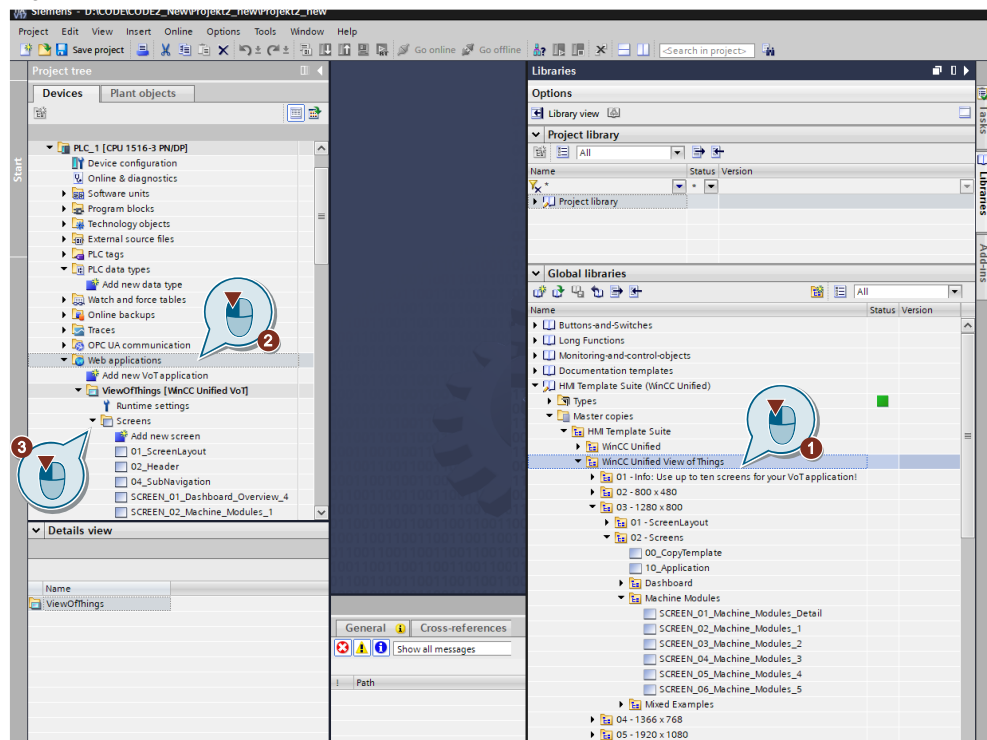 Siemens - D:\CODE\CODE2_New\Projekt2_new\Projekt2_new
Project Edit View Insert Online Options Tools Window Help
Save project
Go online
Go offline
<Search in project>
Project tree
Devices
Plant objects
Start
PLC_1 [CPU 1516-3 PN/DP]
Device configuration
Online & diagnostics
Software units
Program blocks
Technology objects
External source files
PLC tags
PLC data types
Add new data type
Watch and force tables
Online backups
Traces
OPC UA communication
2
Web applications
Add new VoT application
ViewOfThings [WinCC Unified VoT]
Runtime settings
Screens
3
Add new screen
01_ScreenLayout
02_Header
04_SubNavigation
SCREEN_01_Dashboard_Overview_4
SCREEN_02_Machine_Modules_1
Details view
Name
ViewOfThings
General
Cross-references
Show all messages
! Path
Libraries
Options
Library view
Project library
All
Name Status Version
* *
Project library
Global libraries
All
Name Status Version
Buttons-and-Switches
Long Functions
Monitoring-and-control-objects
Documentation templates
HMI Template Suite (WinCC Unified)
Types
Master copies
HMI Template Suite
WinCC Unified
1
WinCC Unified View of Things
01 - Info: Use up to ten screens for your VoT application!
02 - 800 x 480
03 - 1280 x 800
01 - ScreenLayout
02 - Screens
00_CopyTemplate
10_Application
Dashboard
Machine Modules
SCREEN_01_Machine_Modules_Detail
SCREEN_02_Machine_Modules_1
SCREEN_03_Machine_Modules_2
SCREEN_04_Machine_Modules_3
SCREEN_05_Machine_Modules_4
SCREEN_06_Machine_Modules_5
Mixed Examples
04 - 1366 x 768
05 - 1920 x 1080
Tasks
Libraries
Add-ins